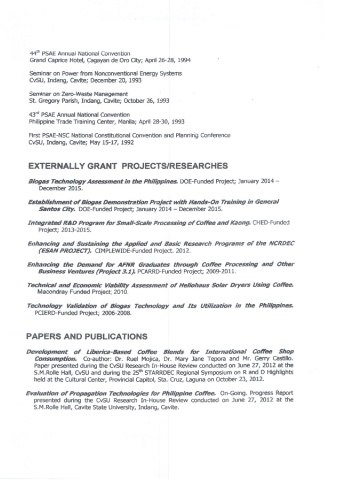 44th PSAE Annual National Convention
Grand Caprice Hotel, Cagayan de Oro City; April 26-28, 1994
Seminar on Power from Nonconventional Energy Systems
CvSU, Indang, Cavite; December 20, 1993
Seminar on Zero-Waste Management
St. Gregory Parish, Indang, Cavite; October 26, 1993
43rd PSAE Annual National Convention
Philippine Trade Training Center, Manila; April 28-30, 1993
First PSAE-NSC National Constitutional Convention and Planning Conference
CvSU, Indang, Cavite; May 15-17, 1992
EXTERNALLY GRANT PROJECTS/RESEARCHES
Biogas Technology Assessment in the Philippines. DOE-Funded Project; January 2014 –
December 2015.
Establishment of Biogas Demonstration Project with Hands-On Training in General
Santos City. DOE-Funded Project; January 2014 – December 2015.
Integrated R&D Program for Small-Scale Processing of Coffee and Kaong. CHED-Funded
Project; 2013-2015.
Enhancing and Sustaining the Applied and Basic Research Programs of the NCRDEC
(ESAN PROJECT). CDMPLEWIDE-Funded Project. 2012.
Enhancing the Demand for AFNR Graduates through Coffee Processing and Other
Business Ventures (Project 3.1). PCARRD-Funded Project; 2009-2011.
Technical and Economic Viability Assessment of Hellohaus Solar Dryers Using Coffee.
Macondray Funded Project; 2010.
Technology Validation of Biogas Technology and Its Utilization in the Philippines.
PCIERD-Funded Project; 2006-2008.
PAPERS AND PUBLICATIONS
Development of Liberica-Based Coffee Blends for International Coffee Shop
Consumption. Co-author: Dr. Ruel Mojica, Dr. Mary Jane Tepora and Mr. Gerry Castillo.
Paper presented during the CvSU Research In-House Review conducted on June 27, 2012 at the
S.M.Rolle Hall, CvSU and during the 25th STARRDEC Regional Symposium on R and D Highlights
held at the Cultural Center, Provincial Capitol, Sta. Cruz, Laguna on October 23, 2012.
Evaluation of Propagation Technologies for Philippine Coffee. On-Going. Progress Report
presented during the CvSU Research In-House Review conducted on June 27, 2012 at the
S.M.Rolle Hall, Cavite State University, Indang, Cavite.